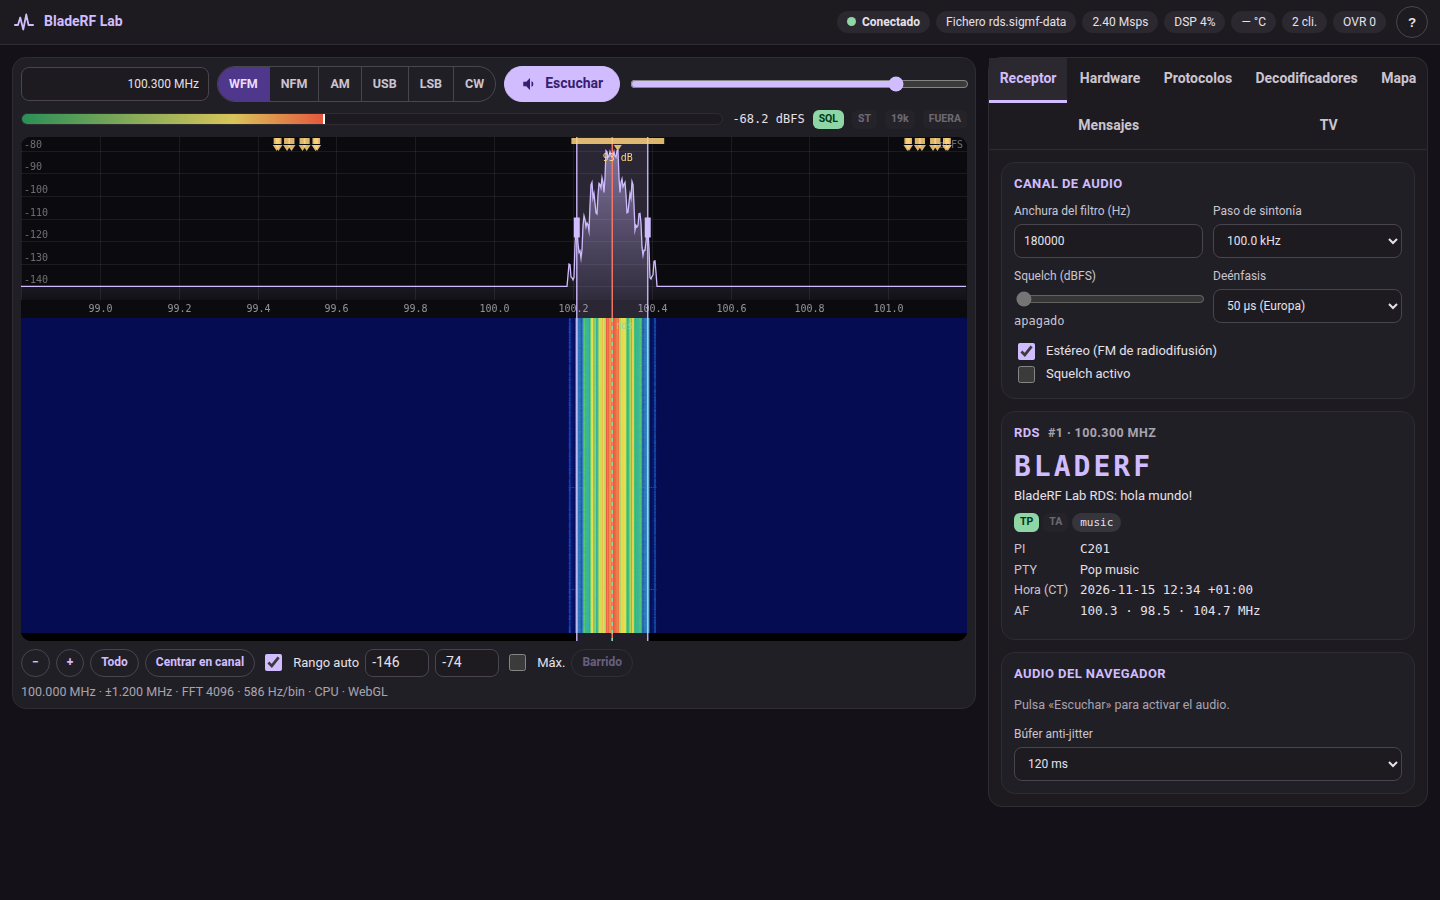 BladeRF Lab
Conectado Fichero rds.sigmf-data 2.40 Msps DSP 4% — °C 2 cli. OVR 0 ?
100.300 MHz WFM NFM AM USB LSB CW Escuchar
-68.2 dBFS SQL ST 19k FUERA
-80
-90
-100
-110
-120
-130
-140
99.0 99.2 99.4 99.6 99.8 100.0 100.2 100.4 100.6 100.8 101.0
− + Todo Centrar en canal Rango auto -146 -74 Máx. Barrido
100.000 MHz · ±1.200 MHz · FFT 4096 · 586 Hz/bin · CPU · WebGL
Receptor Hardware Protocolos Decodificadores Mapa
Mensajes TV
CANAL DE AUDIO
Anchura del filtro (Hz) Paso de sintonía
180000 100.0 kHz
Squelch (dBFS) Deénfasis
50 µs (Europa)
apagado
Estéreo (FM de radiodifusión)
Squelch activo
RDS #1 · 100.300 MHZ
BLADERF
BladeRF Lab RDS: hola mundo!
TP TA music
PI C201
PTY Pop music
Hora (CT) 2026-11-15 12:34 +01:00
AF 100.3 · 98.5 · 104.7 MHz
AUDIO DEL NAVEGADOR
Pulsa «Escuchar» para activar el audio.
Búfer anti-jitter
120 ms